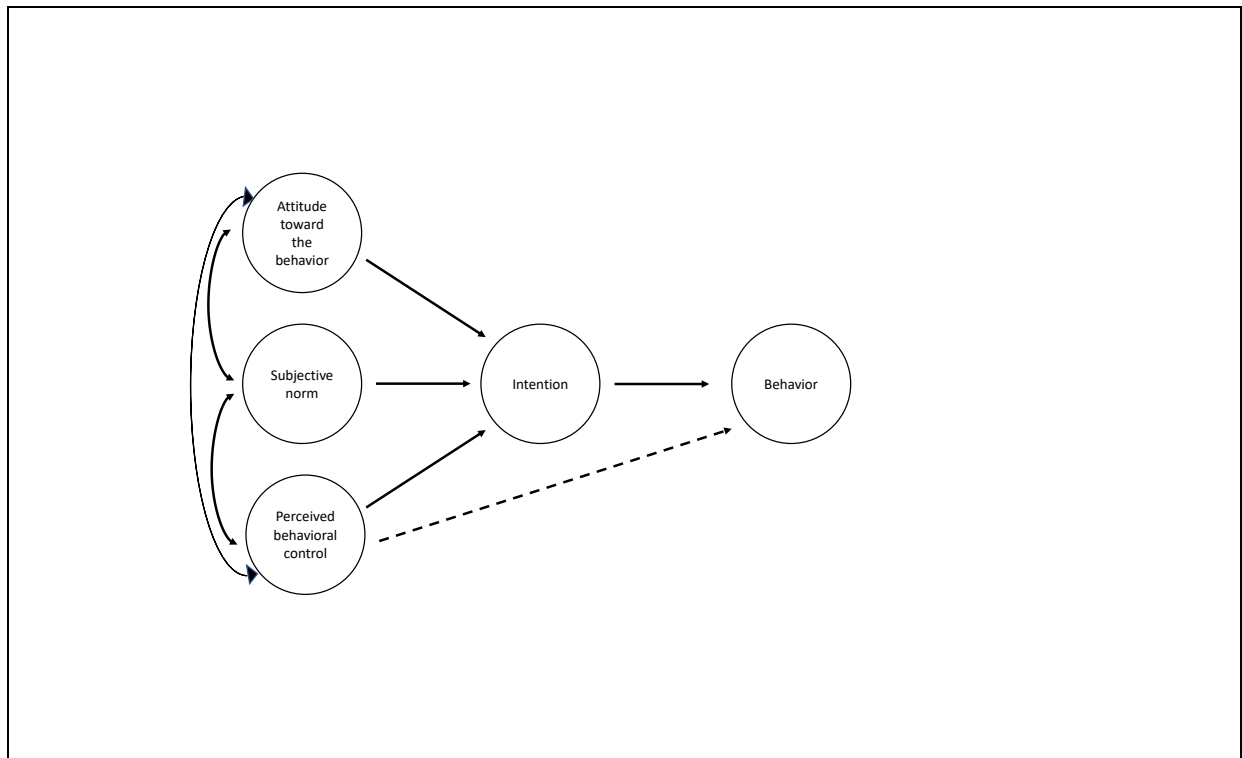 Attitude
toward
the
behavior
Subjective
norm
Intention
Behavior
Perceived
behavioral
control